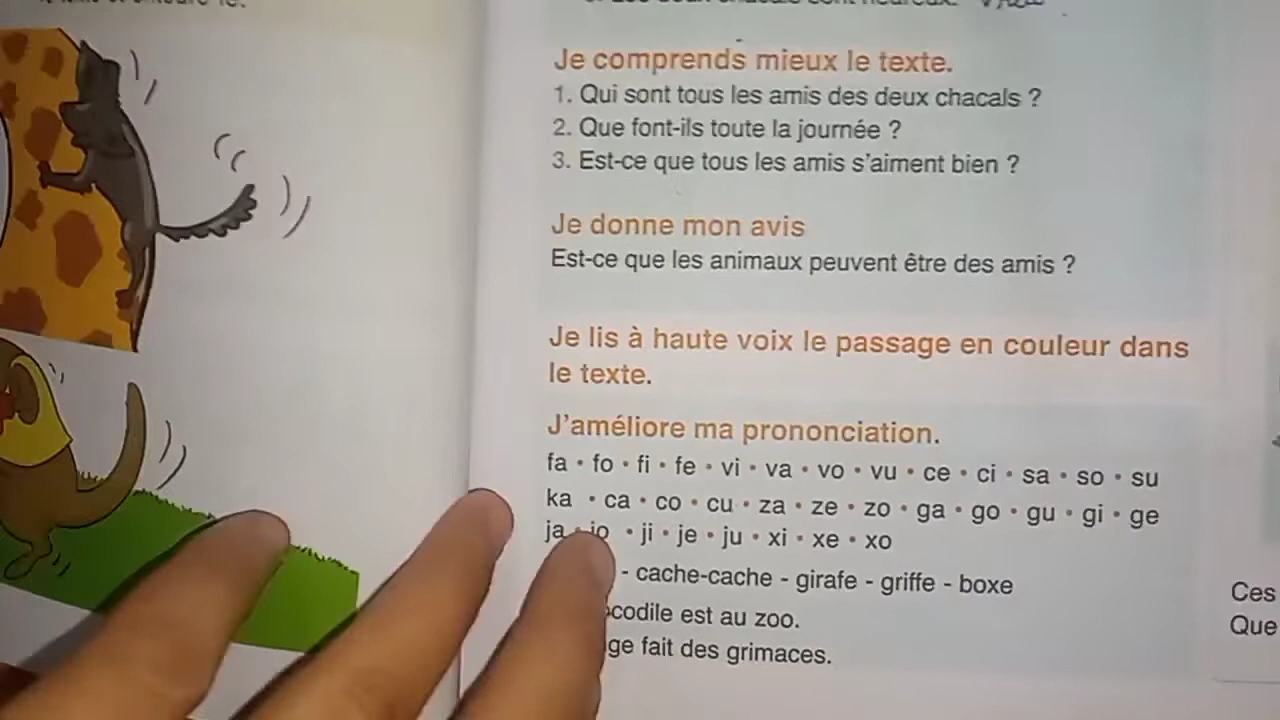 Je comprends mieux le texte.
1. Qui sont tous les amis des deux chacals ?
2. Que font-ils toute la journée ?
3. Est-ce que tous les amis s'aiment bien ?
Je donne mon avis
Est-ce que les animaux peuvent être des amis ?
Je lis à haute voix le passage en couleur dans
le texte.
J'améliore ma prononciation.
fa • fo • fi • fe • vi • va • vo • vu • ce • ci • sa • so • su
ka • ca • co • cu • za • ze • zo • ga • go • gu • gi • ge
ja • jo • ji • je • ju • xi • xe • xo
- cache-cache - girafe - griffe - boxe
est au zoo.
fait des grimaces.
Ces
Que